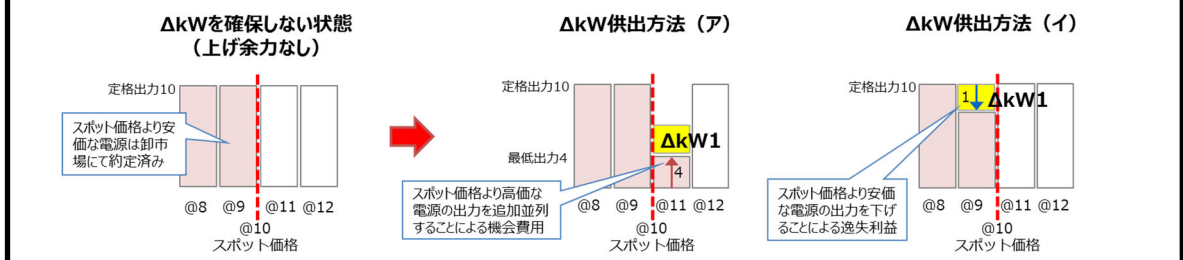 ΔkWを確保しない状態
（上げ余力なし）
定格出力10
スポット価格より安
価な電源は卸市
場にて約定済み
@8 @9 @11 @12
@10
スポット価格
ΔkW供出方法（ア）
定格出力10
最低出力4
ΔkW1
4
スポット価格より高価な
電源の出力を追加並列
することによる機会費用
@8 @9 @11 @12
@10
スポット価格
ΔkW供出方法（イ）
定格出力10
1
ΔkW1
スポット価格より安価
な電源の出力を下げ
ることによる逸失利益
@8 @9 @11 @12
@10
スポット価格